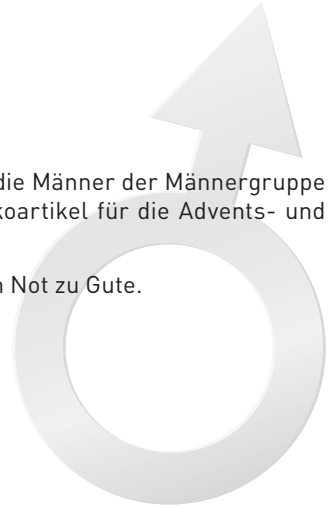 die Männer der Männergruppe
koartikel für die Advents- und
n Not zu Gute.